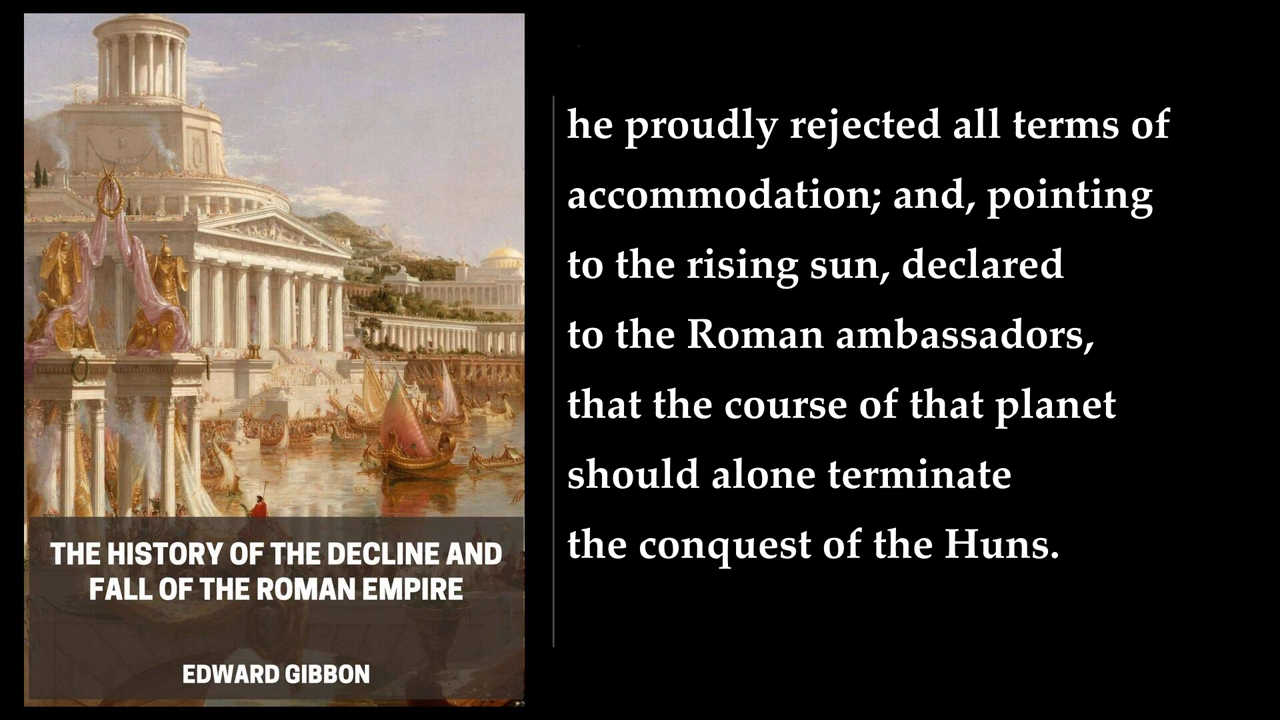 THE HISTORY OF THE DECLINE AND
FALL OF THE ROMAN EMPIRE
EDWARD GIBBON
he proudly rejected all terms of
accommodation; and, pointing
to the rising sun, declared
to the Roman ambassadors,
that the course of that planet
should alone terminate
the conquest of the Huns.